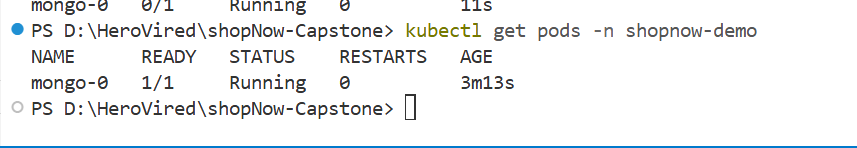 mongo-0   0/1     Running   0          11s
PS D:\HeroVired\shopNow-Capstone> kubectl get pods -n shopnow-demo
NAME      READY   STATUS    RESTARTS   AGE
mongo-0   1/1     Running   0          3m13s
PS D:\HeroVired\shopNow-Capstone>